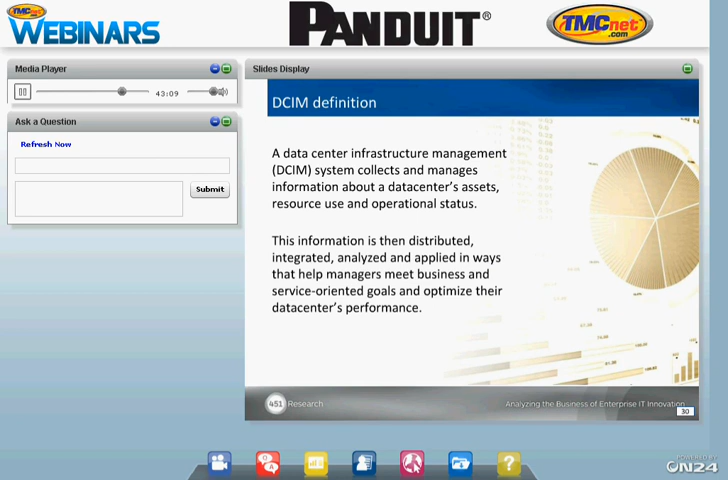 TMCnet
WEBINARS
PANDUIT®
TMCnet
.com
Media Player
43:09
Ask a Question
Refresh Now
Submit
Slides Display
DCIM definition
A data center infrastructure management
(DCIM) system collects and manages
information about a datacenter's assets,
resource use and operational status.
This information is then distributed,
integrated, analyzed and applied in ways
that help managers meet business and
service-oriented goals and optimize their
datacenter's performance.
451 Research
Analyzing the Business of Enterprise IT Innovation
30
Q
A
?
POWERED BY
ON24